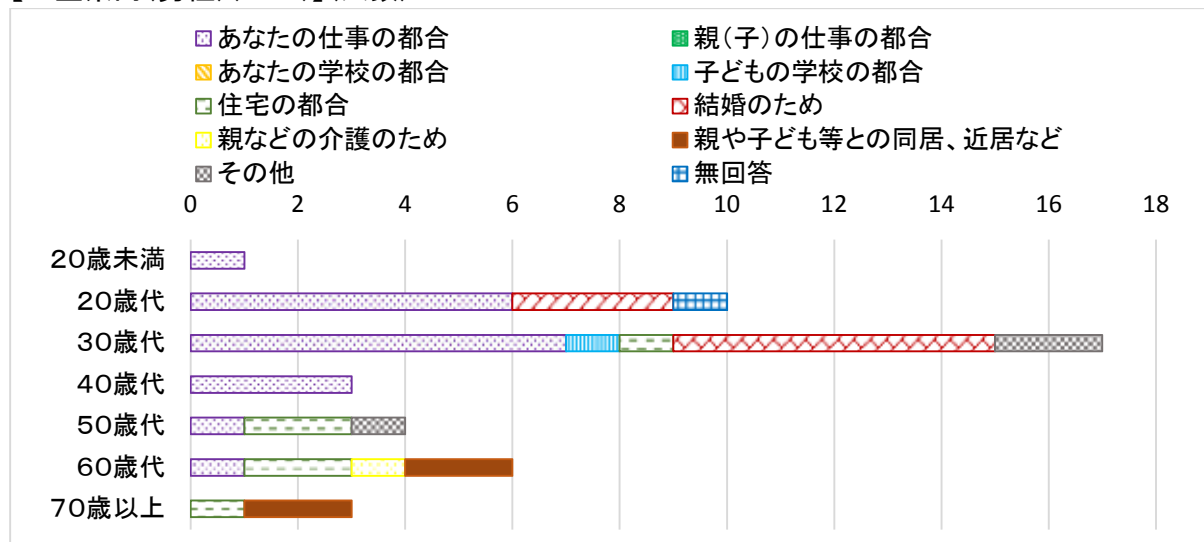 あなたの仕事の都合 親(子)の仕事の都合
あなたの学校の都合 子どもの学校の都合
住宅の都合 結婚のため
親などの介護のため 親や子ども等との同居、近居など
その他 無回答
0 2 4 6 8 10 12 14 16 18
20歳未満
20歳代
30歳代
40歳代
50歳代
60歳代
70歳以上